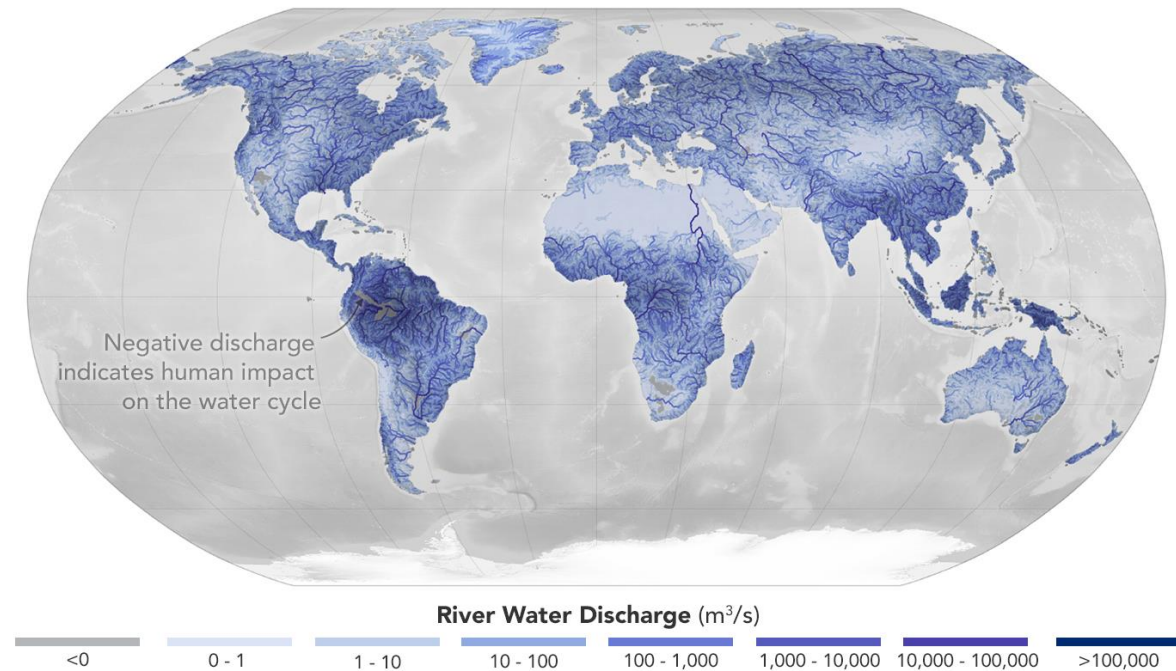 Negative discharge
indicates human impact
on the water cycle
River Water Discharge (m³/s)
<0 0 - 1 1 - 10 10 - 100 100 - 1,000 1,000 - 10,000 10,000 - 100,000 >100,000